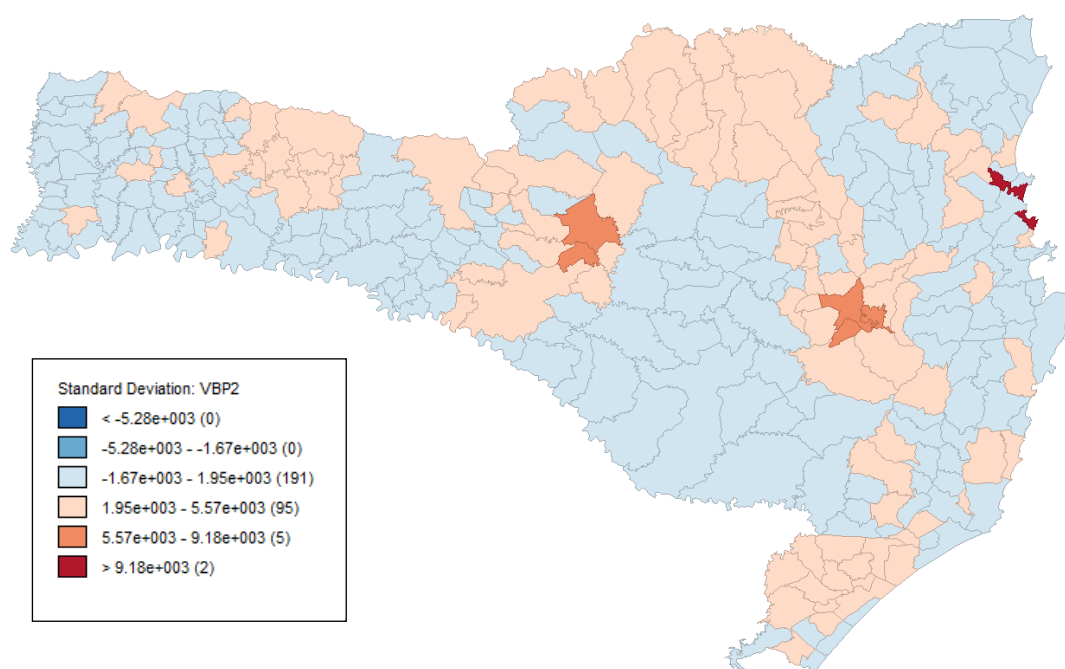 Standard Deviation: VBP2
< -5.28e+003 (0)
-5.28e+003 - -1.67e+003 (0)
-1.67e+003 - 1.95e+003 (191)
1.95e+003 - 5.57e+003 (95)
5.57e+003 - 9.18e+003 (5)
> 9.18e+003 (2)